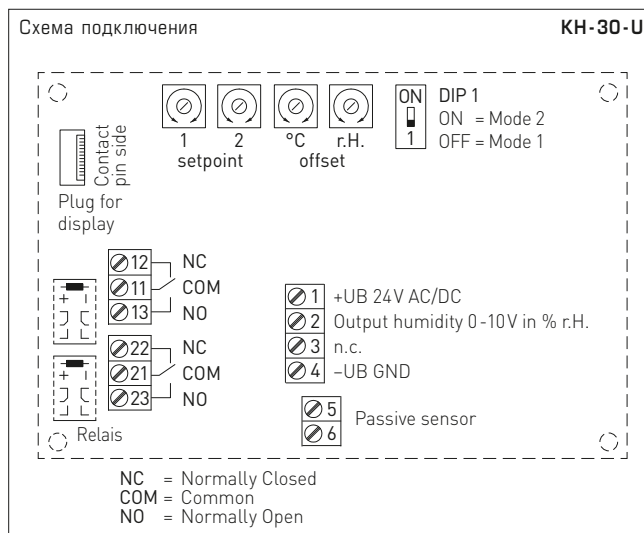 Схема подключения KH-30-U
ON DIP 1
ON = Mode 2
1 OFF = Mode 1
1 2 °C r.H.
setpoint offset
Contact
pin side
Plug for
display
12 NC
11 COM
13 NO
22 NC
21 COM
23 NO
+ –
+ –
Relais
1 +UB 24V AC/DC
2 Output humidity 0-10V in % r.H.
3 n.c.
4 –UB GND
5 Passive sensor
6
NC = Normally Closed
COM = Common
NO = Normally Open